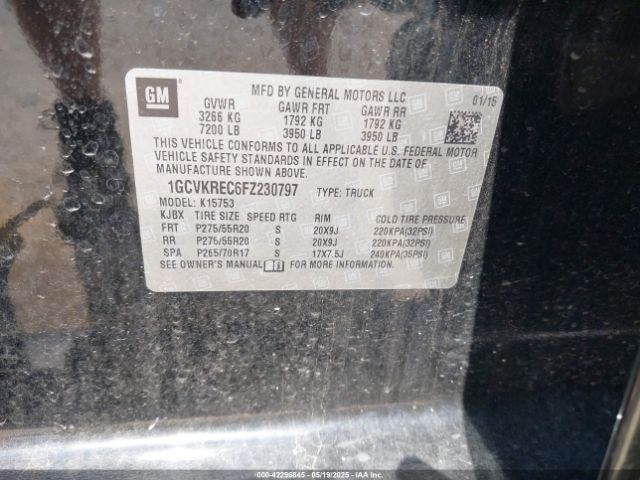 GM
MFD BY GENERAL MOTORS LLC 01/15
GVWR GAWR FRT GAWR RR
3266 KG 1792 KG 1792 KG
7200 LB 3950 LB 3950 LB
THIS VEHICLE CONFORMS TO ALL APPLICABLE U.S. FEDERAL MOTOR
VEHICLE SAFETY STANDARDS IN EFFECT ON THE DATE OF
MANUFACTURE SHOWN ABOVE.
1GCVKREC6FZ230797 TYPE: TRUCK
MODEL: K15753
KJBX TIRE SIZE SPEED RTG RIM COLD TIRE PRESSURE
FRT P275/55R20 S 20X9J 220KPA(32PSI)
RR P275/55R20 S 20X9J 220KPA(32PSI)
SPA P265/70R17 S 17X7.5J 240KPA(35PSI)
SEE OWNER'S MANUAL FOR MORE INFORMATION
000-42295845 - 05/19/2025 - IAAI.COM